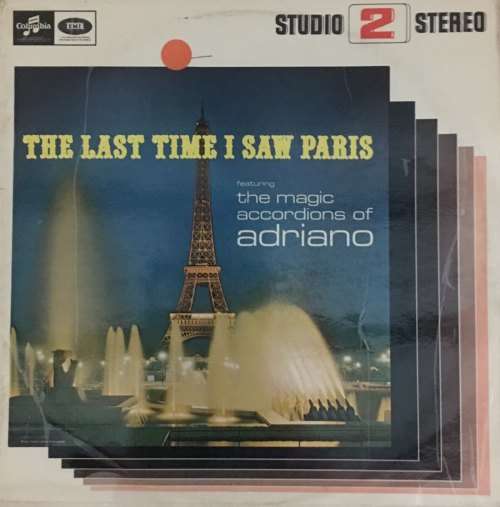 Columbia
EMI
STUDIO 2 STEREO
THE LAST TIME I SAW PARIS
featuring
the magic
accordions of
adriano